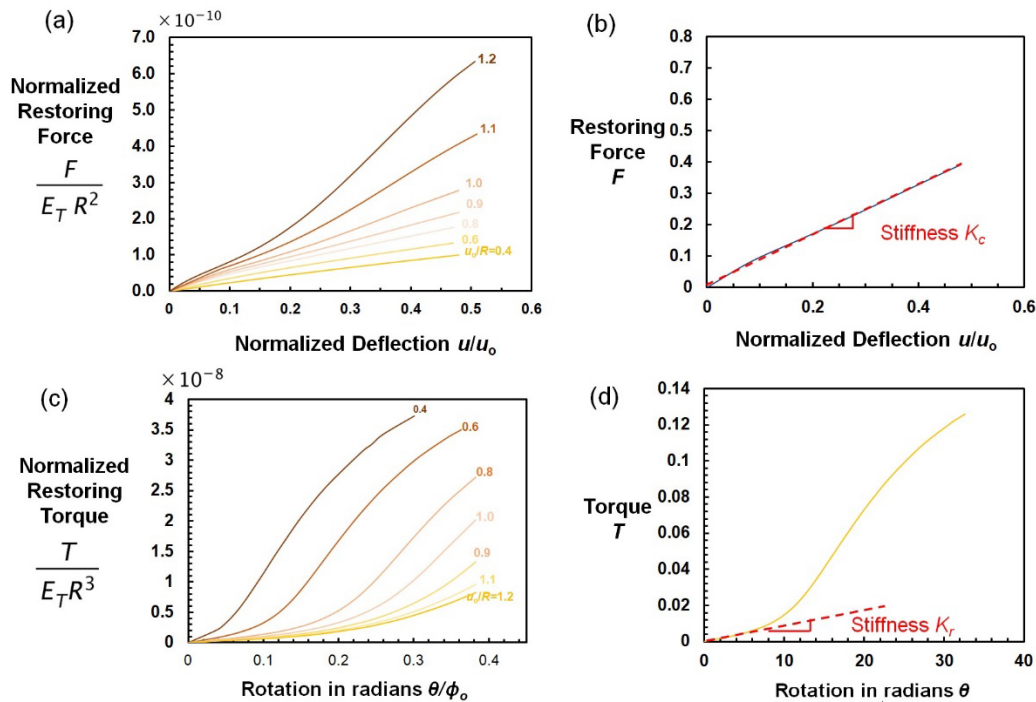 (a)
×10⁻¹⁰
Normalized
Restoring
Force
F
E_T R²
7.0
6.0
5.0
4.0
3.0
2.0
1.0
0.0
1.2
1.1
1.0
0.9
0.8
0.6
u_o/R=0.4
0 0.1 0.2 0.3 0.4 0.5 0.6
Normalized Deflection u/u_o
(b)
Restoring
Force
F
0.8
0.7
0.6
0.5
0.4
0.3
0.2
0.1
0
Stiffness K_c
0 0.2 0.4 0.6
Normalized Deflection u/u_o
(c)
×10⁻⁸
Normalized
Restoring
Torque
T
E_T R³
4
3.5
3
2.5
2
1.5
1
0.5
0
0.4
0.6
0.8
1.0
0.9
1.1
u_o/R=1.2
0 0.1 0.2 0.3 0.4
Rotation in radians θ/ϕ_o
(d)
Torque
T
0.14
0.12
0.1
0.08
0.06
0.04
0.02
0
Stiffness K_r
0 10 20 30 40
Rotation in radians θ